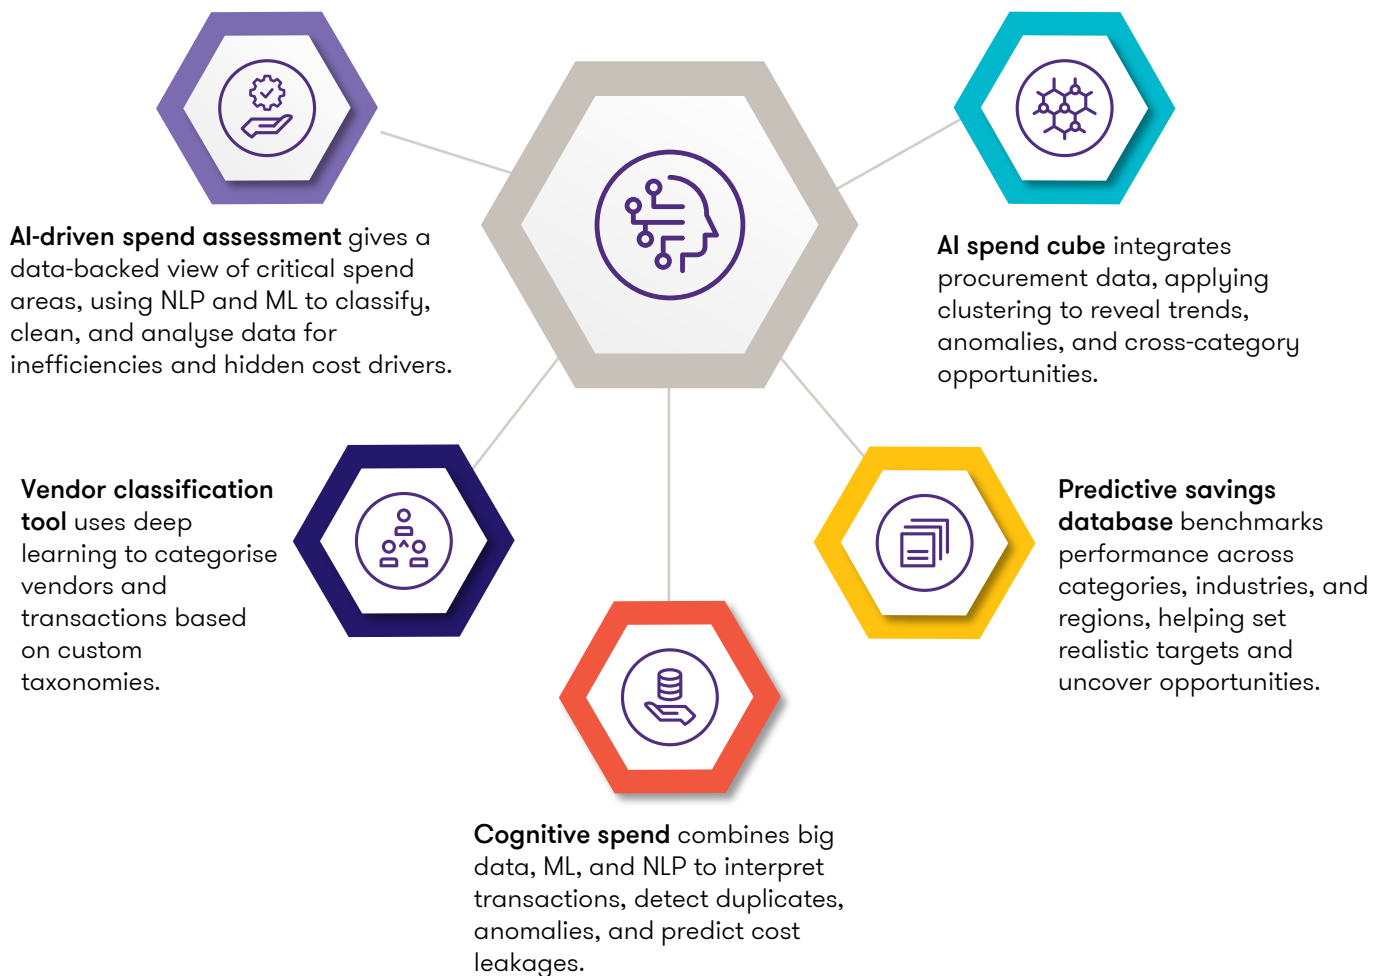 AI-driven spend assessment gives a
data-backed view of critical spend
areas, using NLP and ML to classify,
clean, and analyse data for
inefficiencies and hidden cost drivers.
AI spend cube integrates
procurement data, applying
clustering to reveal trends,
anomalies, and cross-category
opportunities.
Vendor classification
tool uses deep
learning to categorise
vendors and
transactions based
on custom
taxonomies.
Predictive savings
database benchmarks
performance across
categories, industries, and
regions, helping set
realistic targets and
uncover opportunities.
Cognitive spend combines big
data, ML, and NLP to interpret
transactions, detect duplicates,
anomalies, and predict cost
leakages.